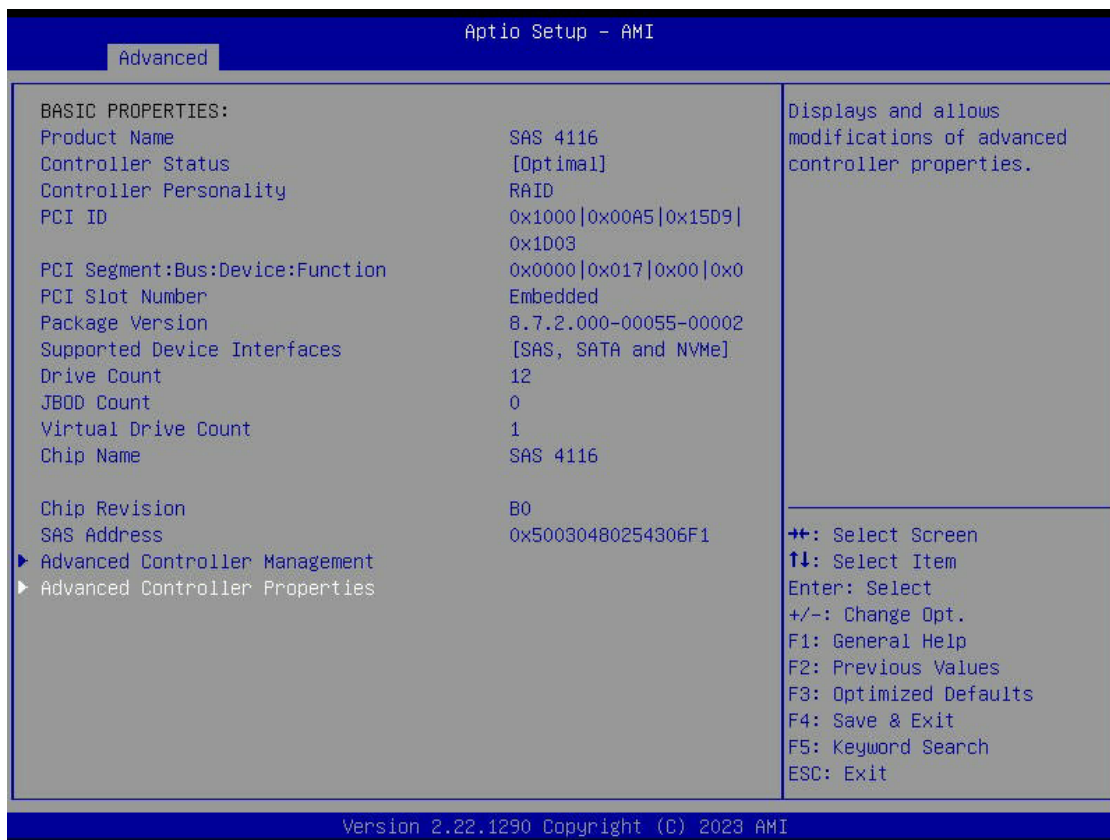 Aptio Setup - AMI
Advanced
BASIC PROPERTIES:
Product Name SAS 4116
Controller Status [Optimal]
Controller Personality RAID
PCI ID 0x1000|0x00A5|0x15D9|
0x1D03
PCI Segment:Bus:Device:Function 0x0000|0x017|0x00|0x0
PCI Slot Number Embedded
Package Version 8.7.2.000-00055-00002
Supported Device Interfaces [SAS, SATA and NVMe]
Drive Count 12
JBOD Count 0
Virtual Drive Count 1
Chip Name SAS 4116
Chip Revision B0
SAS Address 0x50030480254306F1
Advanced Controller Management
Advanced Controller Properties
Displays and allows
modifications of advanced
controller properties.
→←: Select Screen
↑↓: Select Item
Enter: Select
+/-: Change Opt.
F1: General Help
F2: Previous Values
F3: Optimized Defaults
F4: Save & Exit
F5: Keyword Search
ESC: Exit
Version 2.22.1290 Copyright (C) 2023 AMI